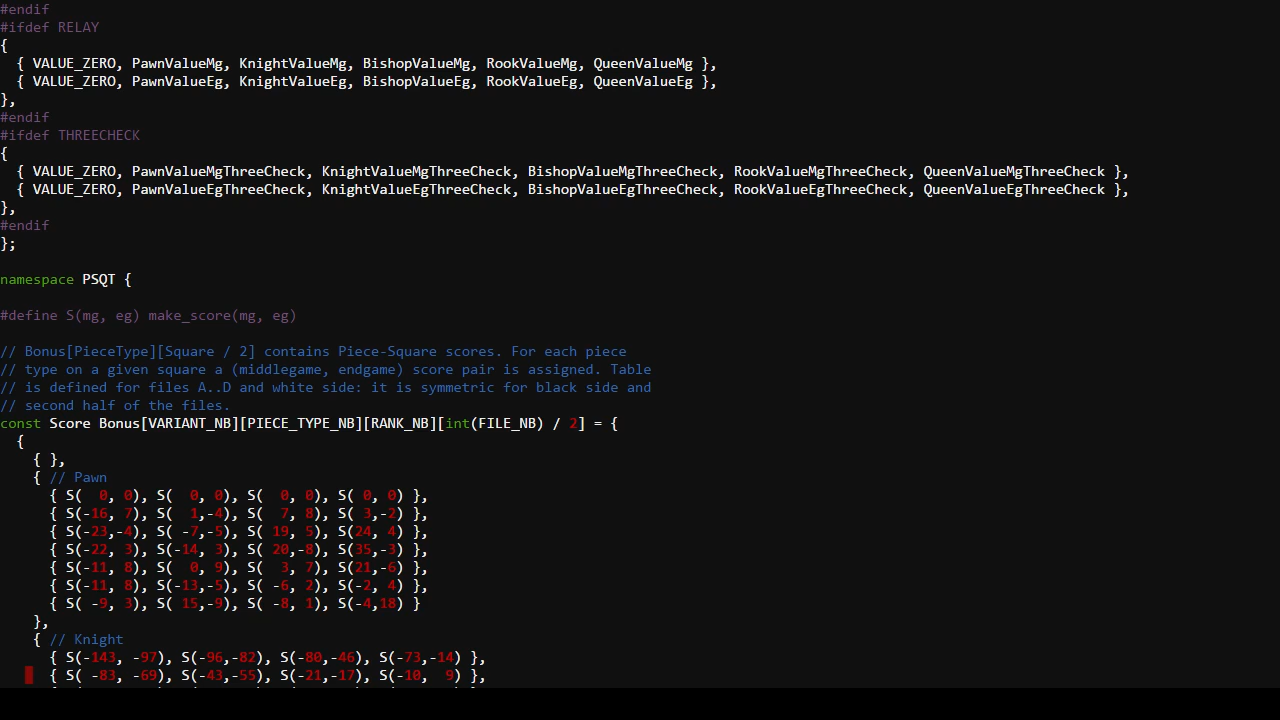 #endif
#ifdef RELAY
{
  { VALUE_ZERO, PawnValueMg, KnightValueMg, BishopValueMg, RookValueMg, QueenValueMg },
  { VALUE_ZERO, PawnValueEg, KnightValueEg, BishopValueEg, RookValueEg, QueenValueEg },
},
#endif
#ifdef THREECHECK
{
  { VALUE_ZERO, PawnValueMgThreeCheck, KnightValueMgThreeCheck, BishopValueMgThreeCheck, RookValueMgThreeCheck, QueenValueMgThreeCheck },
  { VALUE_ZERO, PawnValueEgThreeCheck, KnightValueEgThreeCheck, BishopValueEgThreeCheck, RookValueEgThreeCheck, QueenValueEgThreeCheck },
},
#endif
};

namespace PSQT {

#define S(mg, eg) make_score(mg, eg)

// Bonus[PieceType][Square / 2] contains Piece-Square scores. For each piece
// type on a given square a (middlegame, endgame) score pair is assigned. Table
// is defined for files A..D and white side: it is symmetric for black side and
// second half of the files.
const Score Bonus[VARIANT_NB][PIECE_TYPE_NB][RANK_NB][int(FILE_NB) / 2] = {
  {
    { },
    { // Pawn
      { S(  0, 0), S(  0, 0), S(  0, 0), S( 0, 0) },
      { S(-16, 7), S(  1,-4), S(  7, 8), S( 3,-2) },
      { S(-23,-4), S( -7,-5), S( 19, 5), S(24, 4) },
      { S(-22, 3), S(-14, 3), S( 20,-8), S(35,-3) },
      { S(-11, 8), S(  0, 9), S(  3, 7), S(21,-6) },
      { S(-11, 8), S(-13,-5), S( -6, 2), S(-2, 4) },
      { S( -9, 3), S( 15,-9), S( -8, 1), S(-4,18) }
    },
    { // Knight
      { S(-143, -97), S(-96,-82), S(-80,-46), S(-73,-14) },
      { S( -83, -69), S(-43,-55), S(-21,-17), S(-10,  9) },